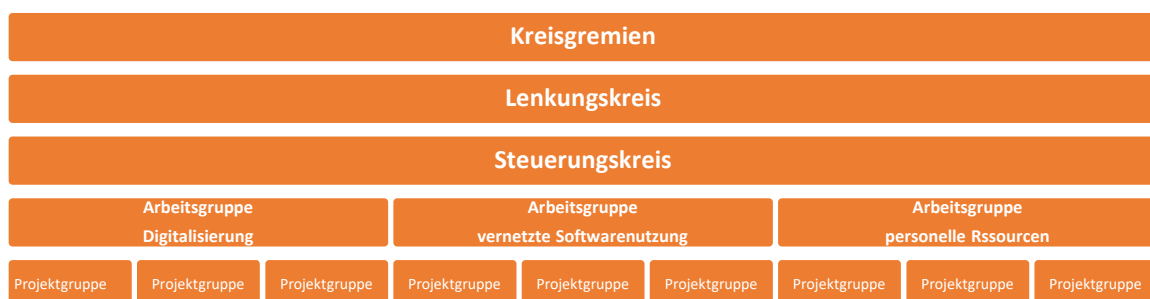 Kreisgremien
Lenkungskreis
Steuerungskreis
Arbeitsgruppe
Digitalisierung
Arbeitsgruppe
vernetzte Softwarenutzung
Arbeitsgruppe
personelle Rssourcen
Projektgruppe
Projektgruppe
Projektgruppe
Projektgruppe
Projektgruppe
Projektgruppe
Projektgruppe
Projektgruppe
Projektgruppe